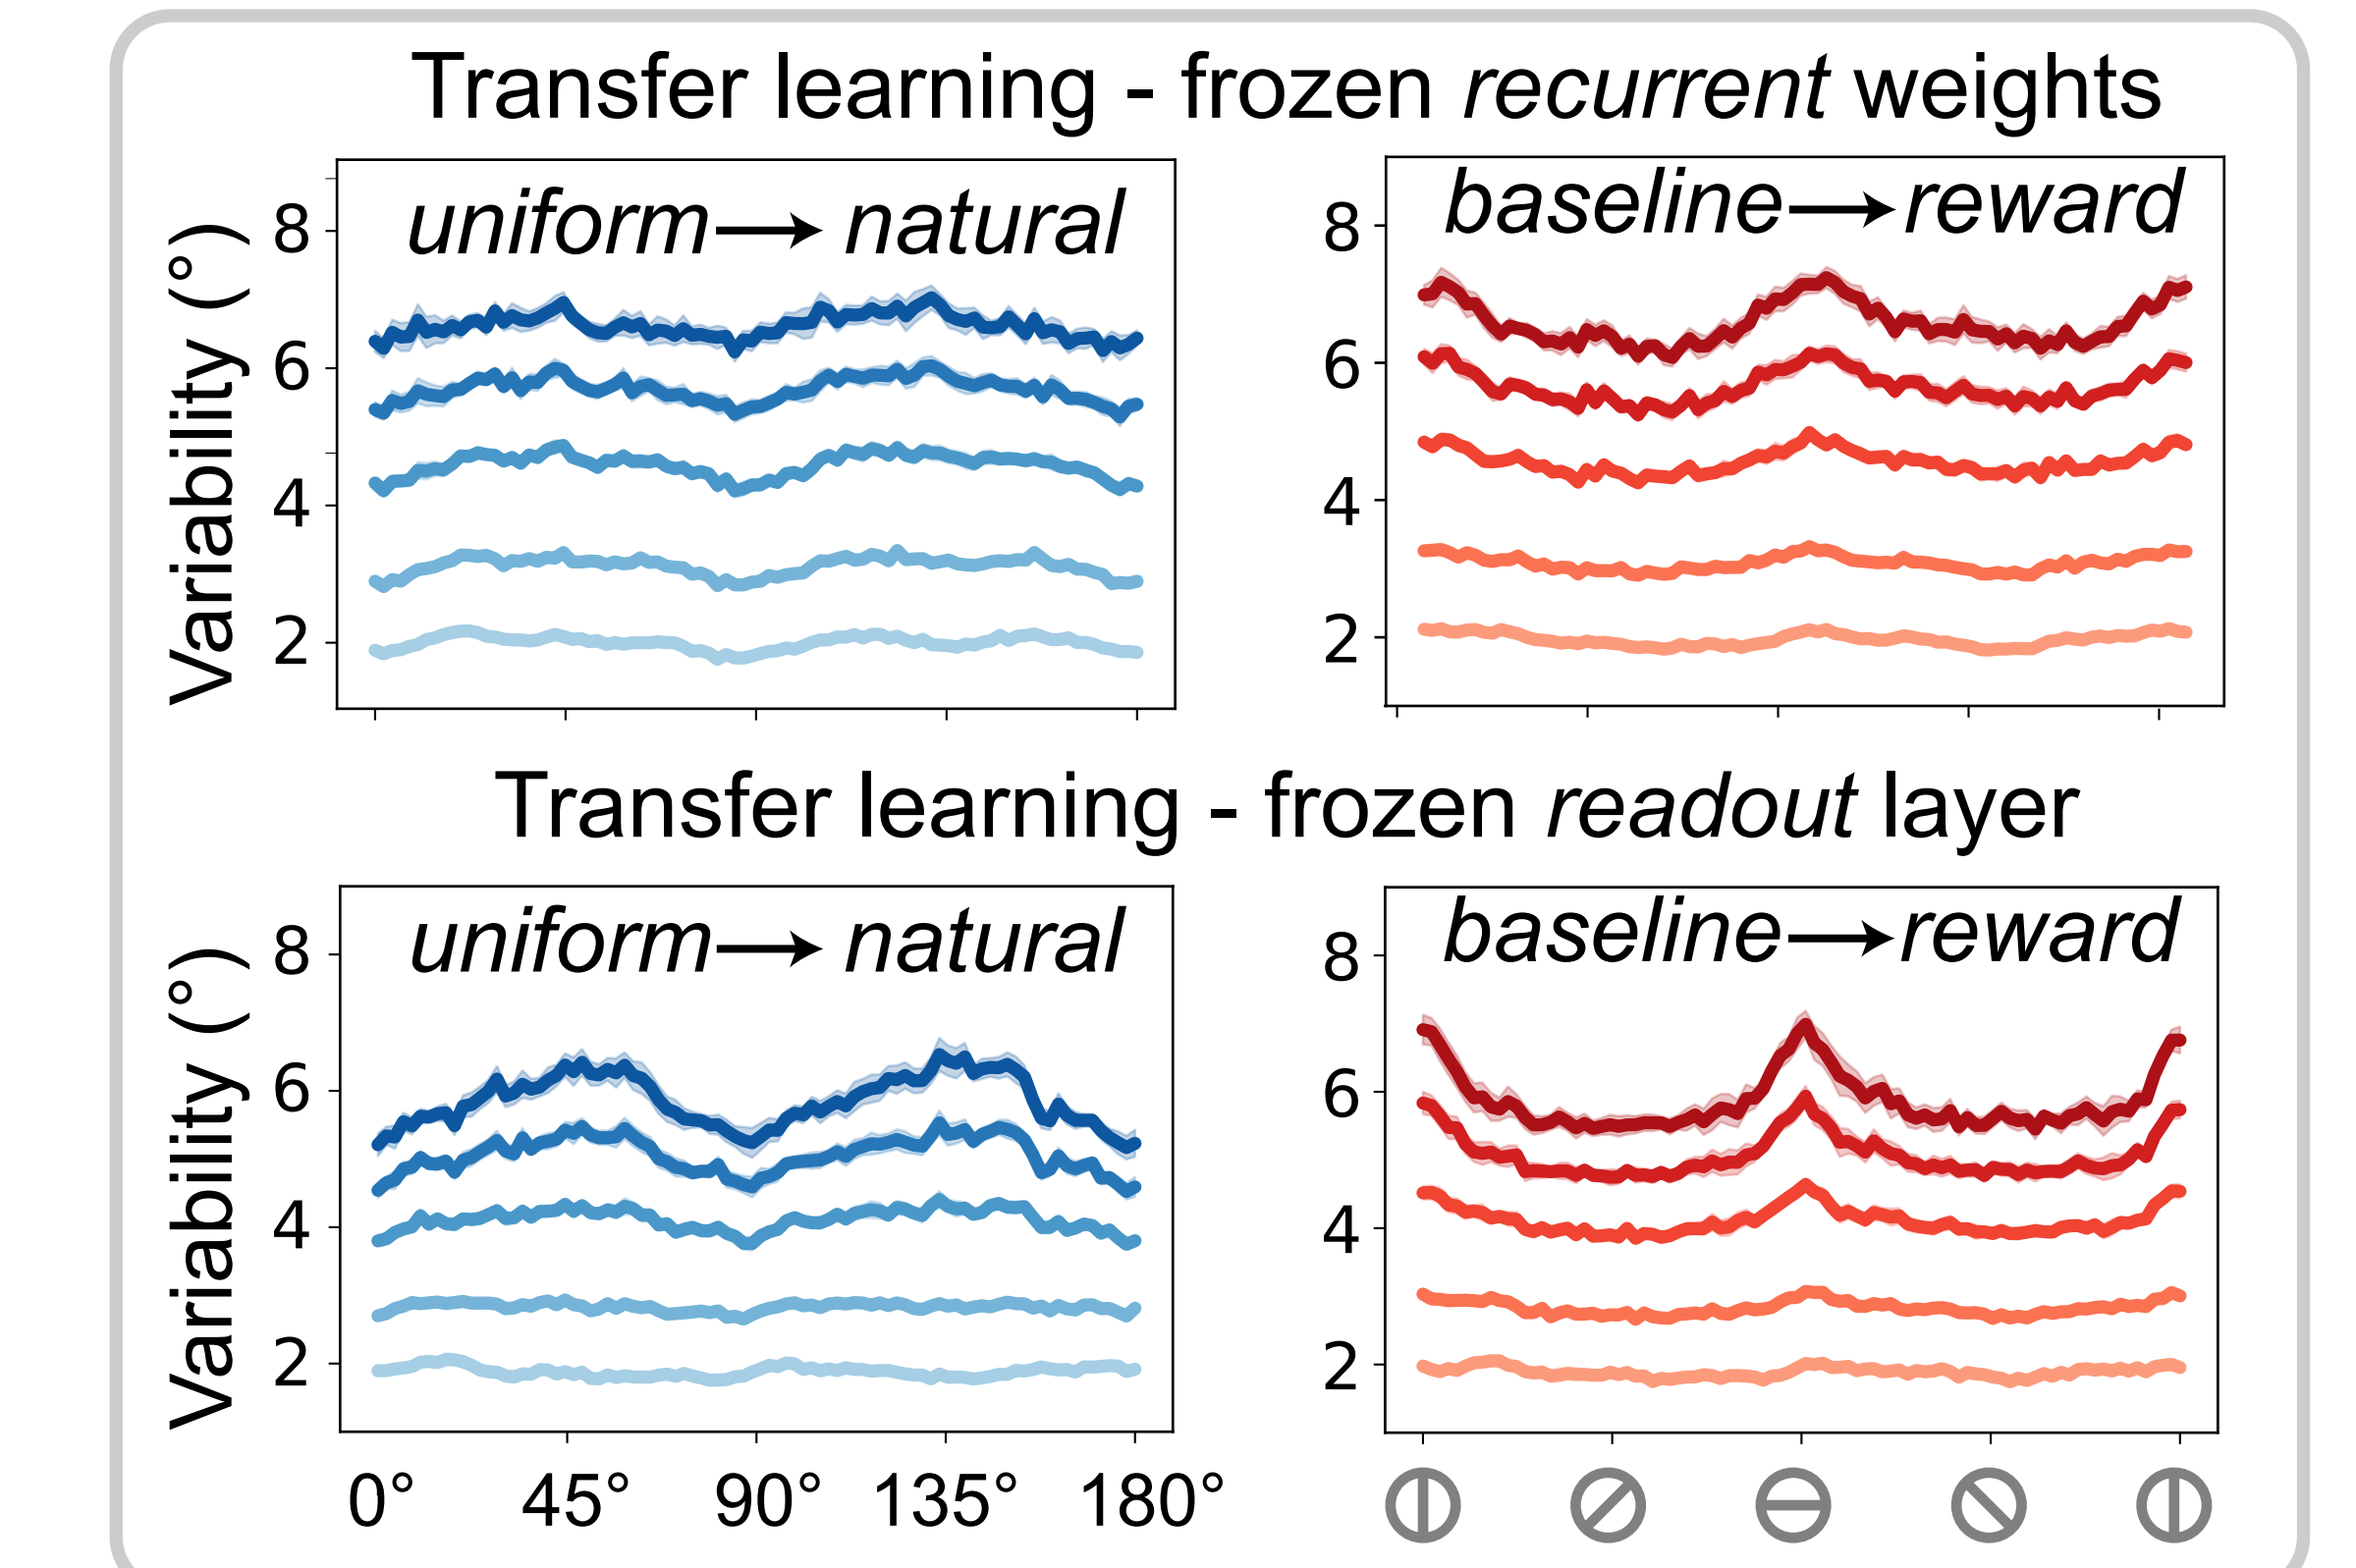 Transfer learning - frozen recurrent weights
Variability (°)
8
6
4
2
uniform→ natural
8
6
4
2
baseline→reward
Transfer learning - frozen readout layer
Variability (°)
8
6
4
2
uniform→ natural
8
6
4
2
baseline→reward
0° 45° 90° 135° 180°